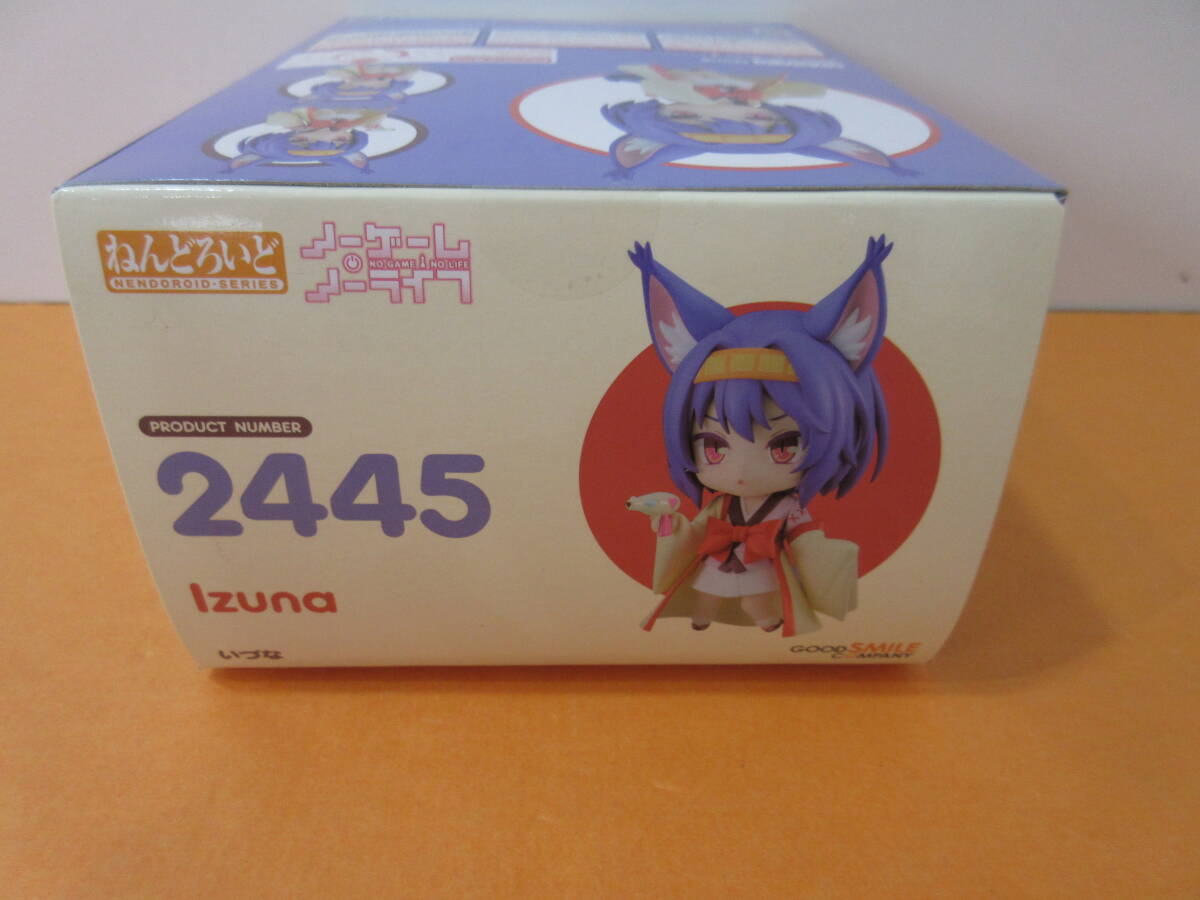 ねんどろいど
NENDOROID·SERIES
ノーゲーム
NO GAME NO LIFE
ノーライフ
PRODUCT NUMBER
2445
Izuna
いづな
GOOD SMILE
COMPANY